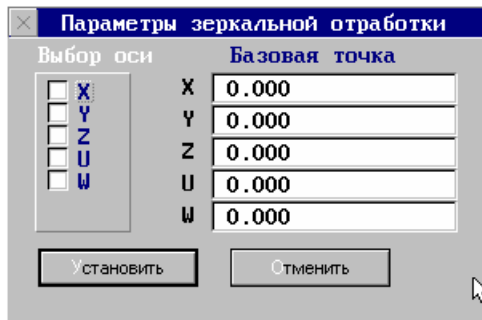 Параметры зеркальной отработки
Выбор оси Базовая точка
X X 0.000
Y Y 0.000
Z Z 0.000
U U 0.000
W W 0.000
Установить Отменить